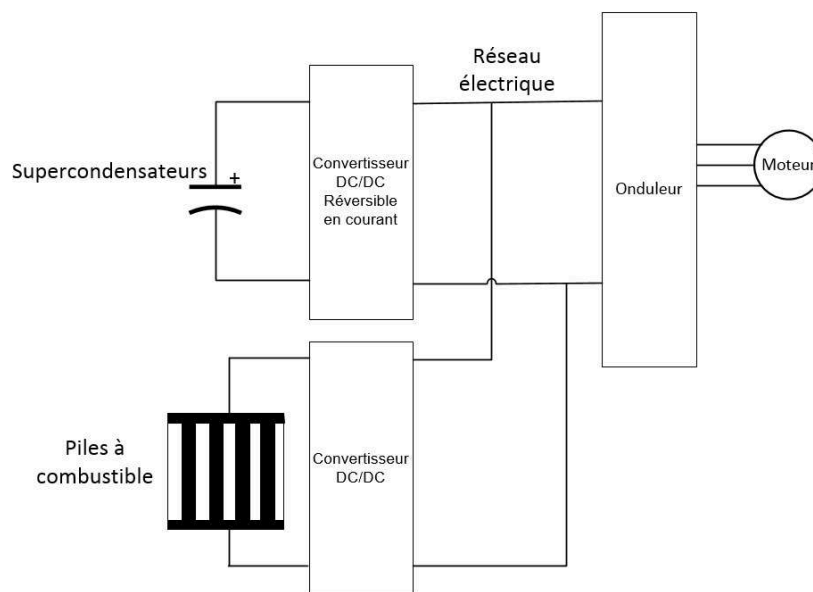 Réseau
électrique
Supercondensateurs
+
Convertisseur
DC/DC
Réversible
en courant
Onduleur
Moteur
Piles à
combustible
Convertisseur
DC/DC